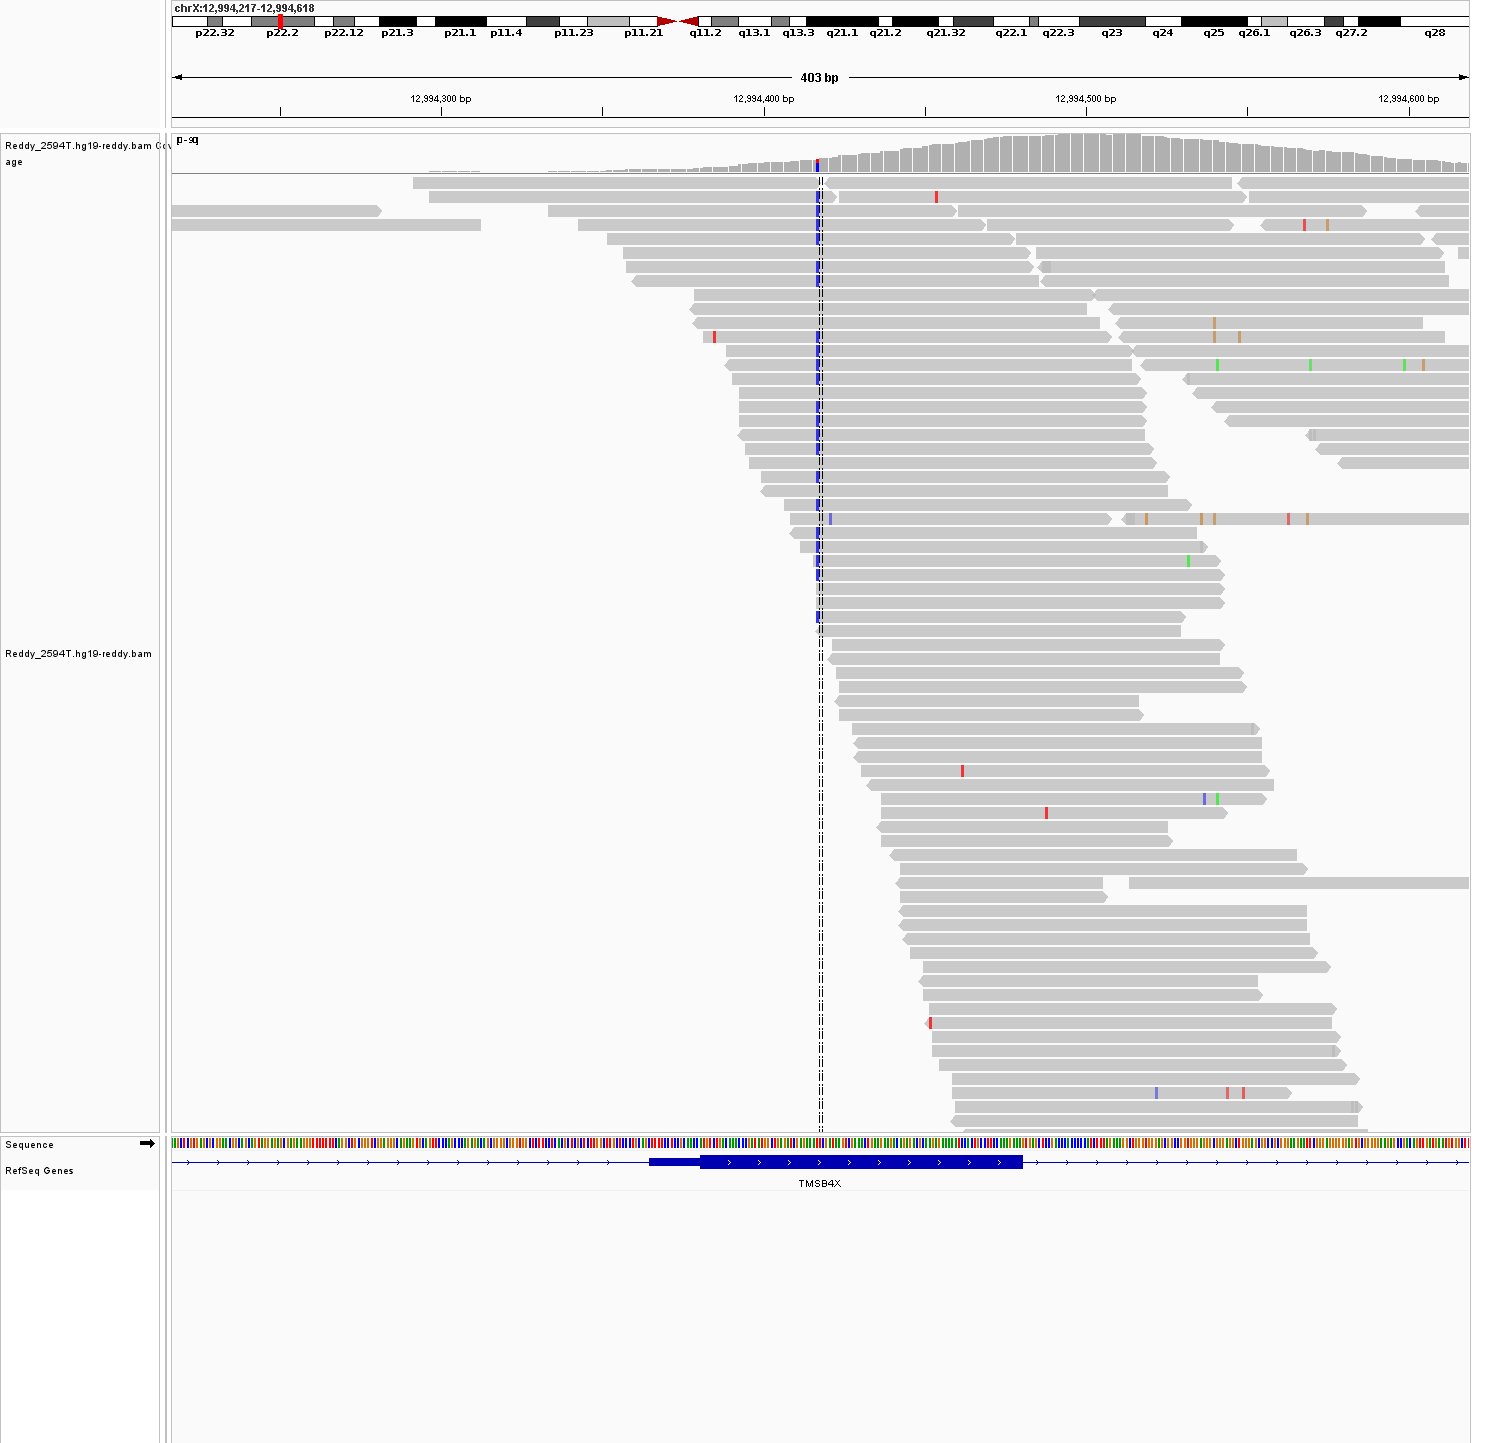 chrX:12,994,217-12,994,618
p22.32 p22.2 p22.12 p21.3 p21.1 p11.4 p11.23 p11.21 q11.2 q13.1 q13.3 q21.1 q21.2 q21.32 q22.1 q22.3 q23 q24 q25 q26.1 q26.3 q27.2 q28
403 bp
12,994,300 bp 12,994,400 bp 12,994,500 bp 12,994,600 bp
Reddy_2594T.hg19-reddy.bam Cov
age
Reddy_2594T.hg19-reddy.bam
Sequence
RefSeq Genes
TMSB4X